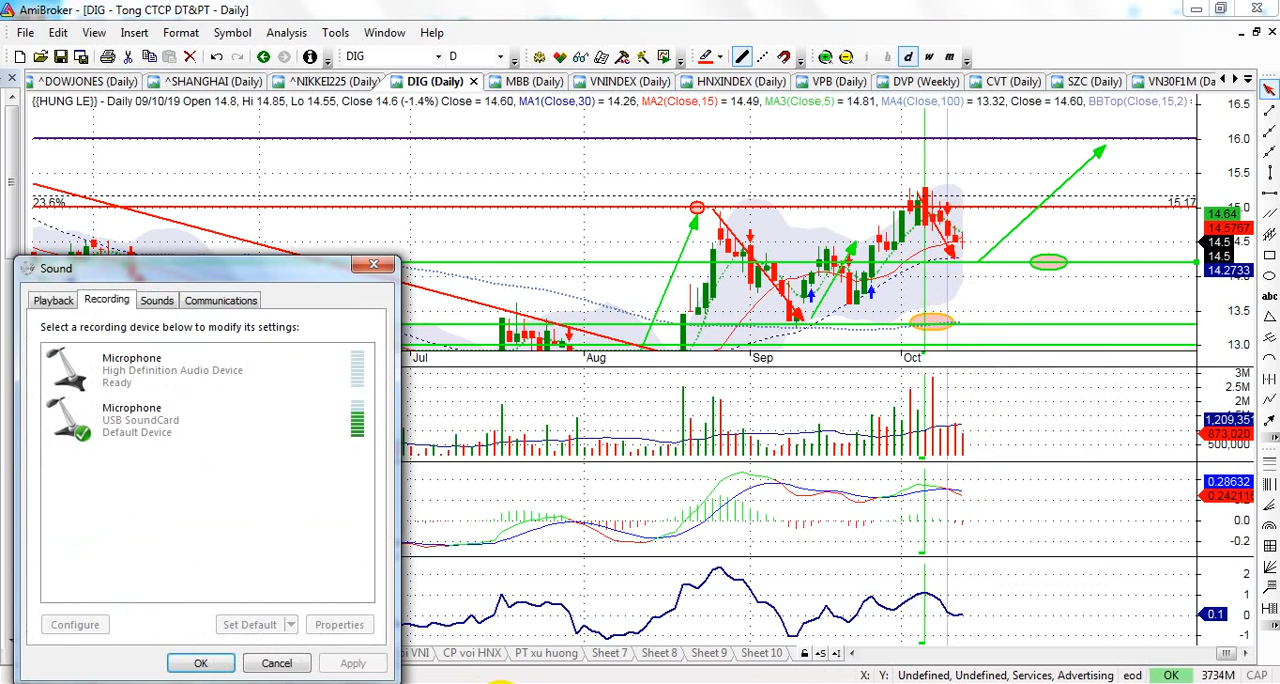 AmiBroker - [DIG - Tong CTCP DT&PT - Daily]
File Edit View Insert Format Symbol Analysis Tools Window Help
DIG D i h d w m
^DOWJONES (Daily) ^SHANGHAI (Daily) ^NIKKEI225 (Daily) DIG (Daily) MBB (Daily) VNINDEX (Daily) HNXINDEX (Daily) VPB (Daily) DVP (Weekly) CVT (Daily) SZC (Daily) VN30F1M (Da
{{HUNG LE}} - Daily 09/10/19 Open 14.8, Hi 14.85, Lo 14.55, Close 14.6 (-1.4%) Close = 14.60, MA1(Close,30) = 14.26, MA2(Close,15) = 14.49, MA3(Close,5) = 14.81, MA4(Close,100) = 13.32, Close = 14.60, BBTop(Close,15,2) :
16.5
16.0
15.5
23.6% 15.17 15.0
14.64
14.5767
14.5
14.5
14.2733
14.0
13.5
13.0
Jul Aug Sep Oct
3M
2.5M
2M
1,209,35
873,020
500,000
0.28632
0.24211
0.0
-0.2
2
1
0.1 0
-1
Sound
Playback Recording Sounds Communications
Select a recording device below to modify its settings:
Microphone
High Definition Audio Device
Ready
Microphone
USB SoundCard
Default Device
Configure Set Default Properties
OK Cancel Apply
oi VNI CP voi HNX PT xu huong Sheet 7 Sheet 8 Sheet 9 Sheet 10
X: Y: Undefined, Undefined, Services, Advertising eod OK 3734M CAP
abc